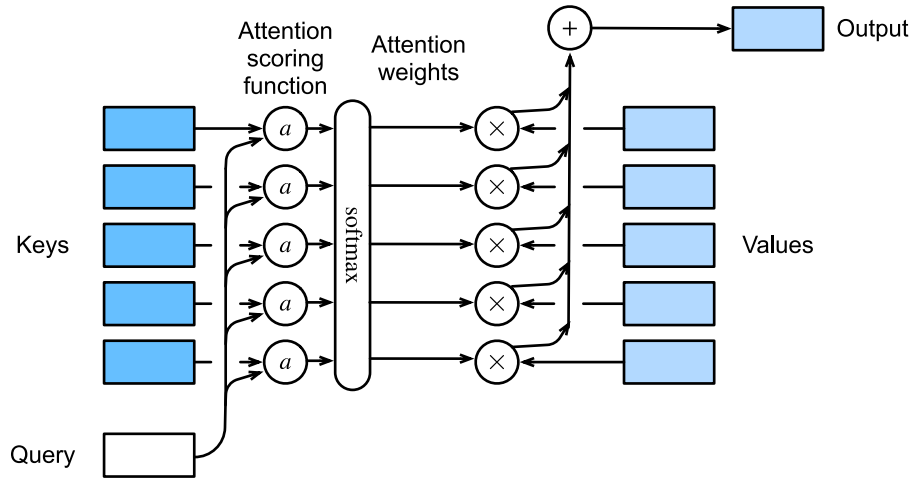 Attention
scoring
function
Attention
weights
+
Output
a
×
a
×
Keys
a
softmax
×
Values
a
×
a
×
Query